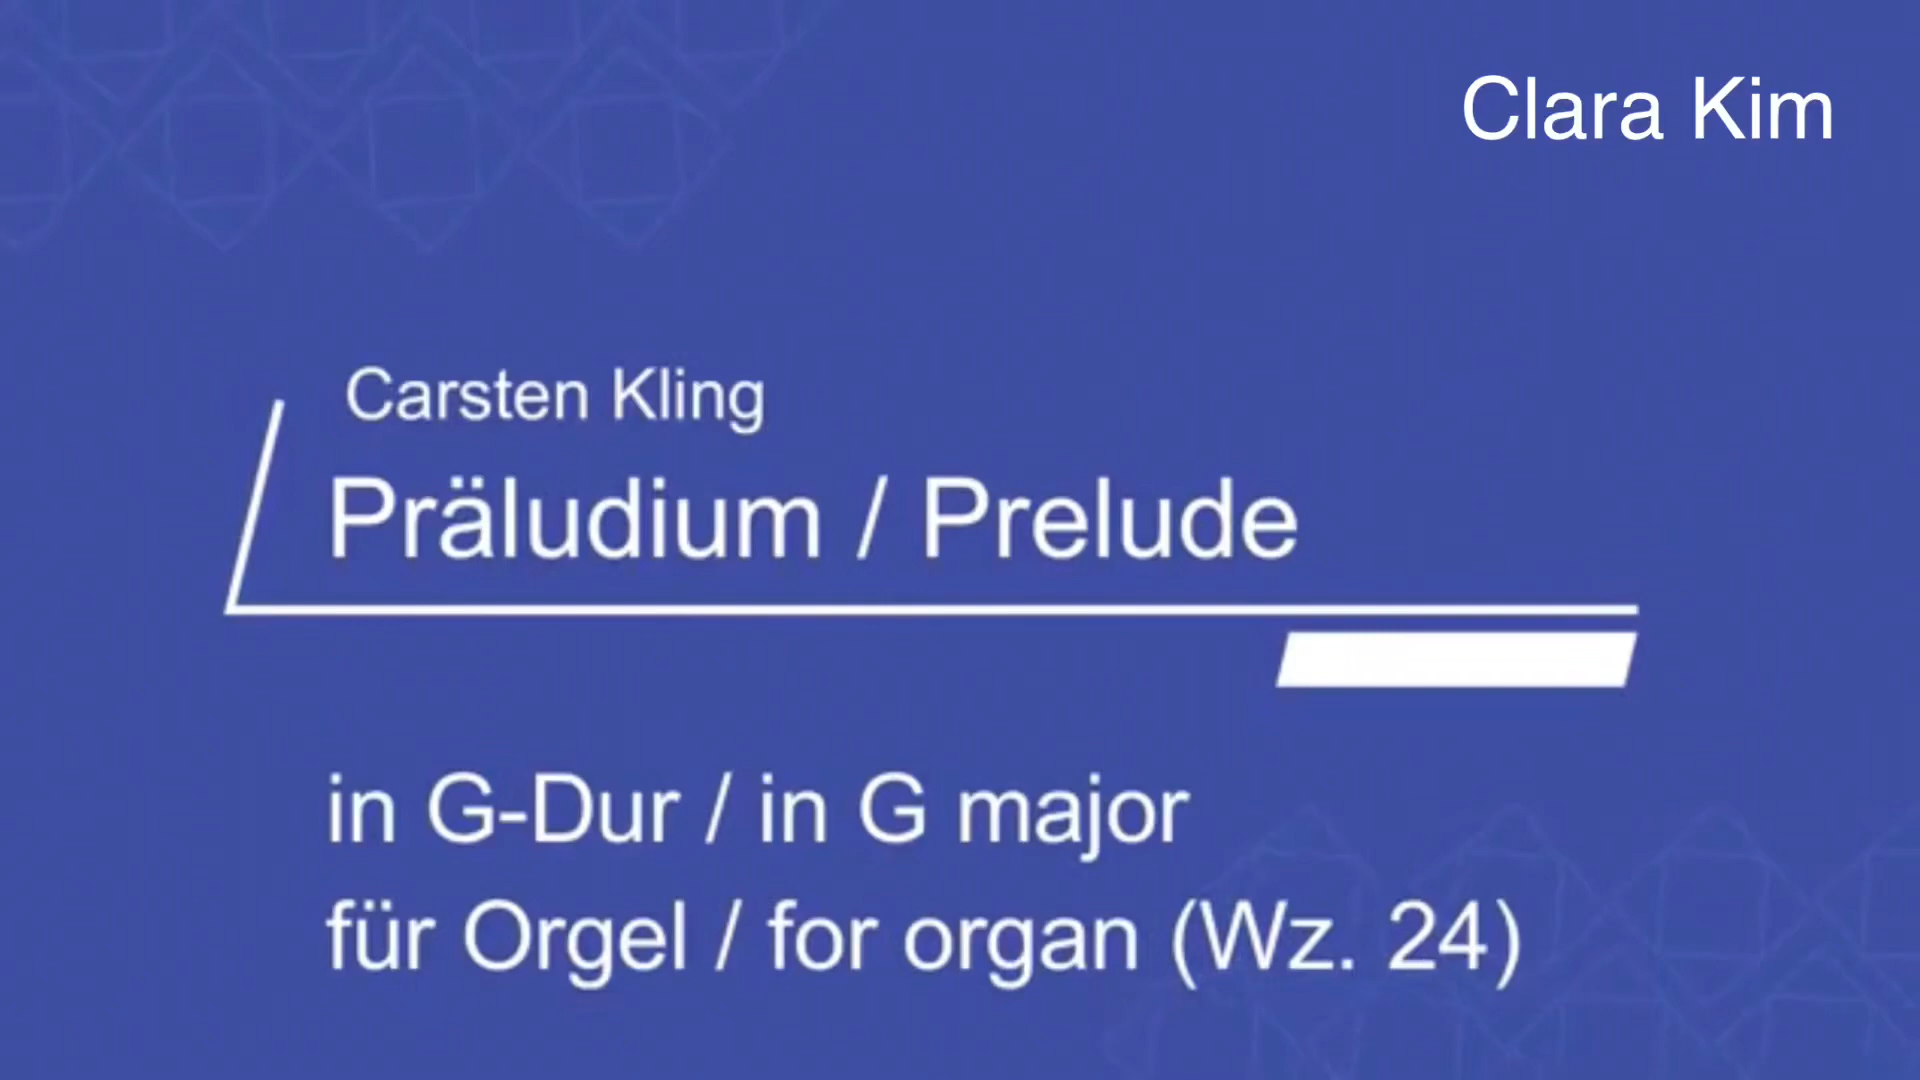 Clara Kim
Carsten Kling
Präludium / Prelude
in G-Dur / in G major
für Orgel / for organ (Wz. 24)